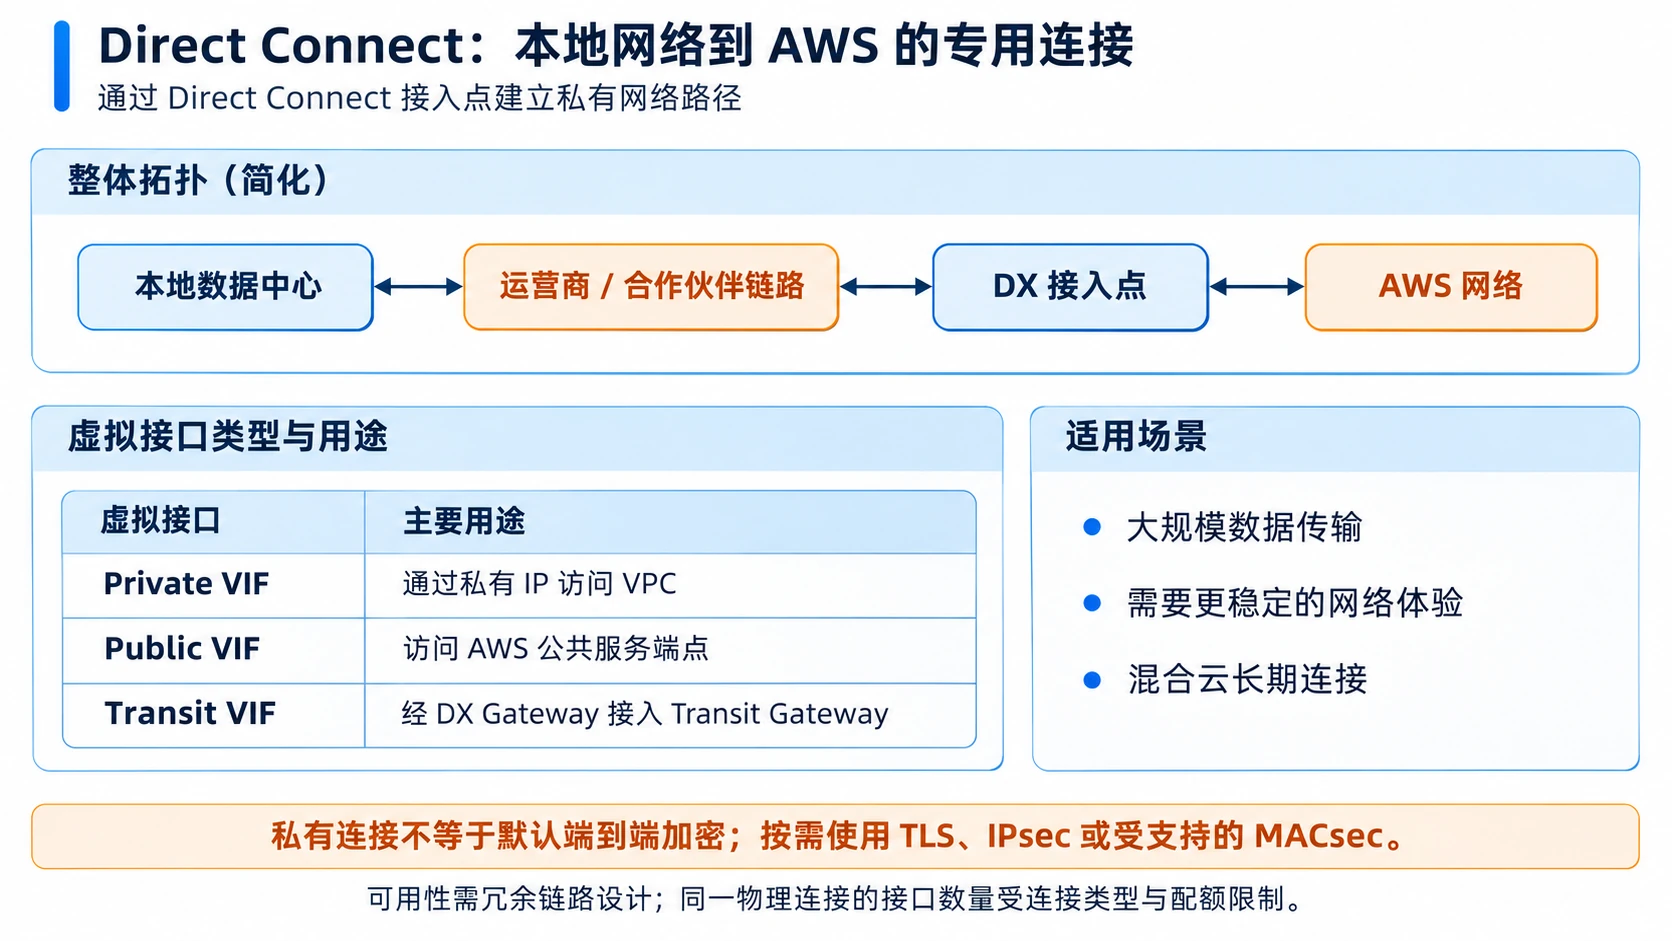 Direct Connect：本地网络到 AWS 的专用连接
通过 Direct Connect 接入点建立私有网络路径
整体拓扑（简化）
本地数据中心
运营商 / 合作伙伴链路
DX 接入点
AWS 网络
虚拟接口类型与用途
虚拟接口 主要用途
Private VIF 通过私有 IP 访问 VPC
Public VIF 访问 AWS 公共服务端点
Transit VIF 经 DX Gateway 接入 Transit Gateway
适用场景
大规模数据传输
需要更稳定的网络体验
混合云长期连接
私有连接不等于默认端到端加密；按需使用 TLS、IPsec 或受支持的 MACsec。
可用性需冗余链路设计；同一物理连接的接口数量受连接类型与配额限制。